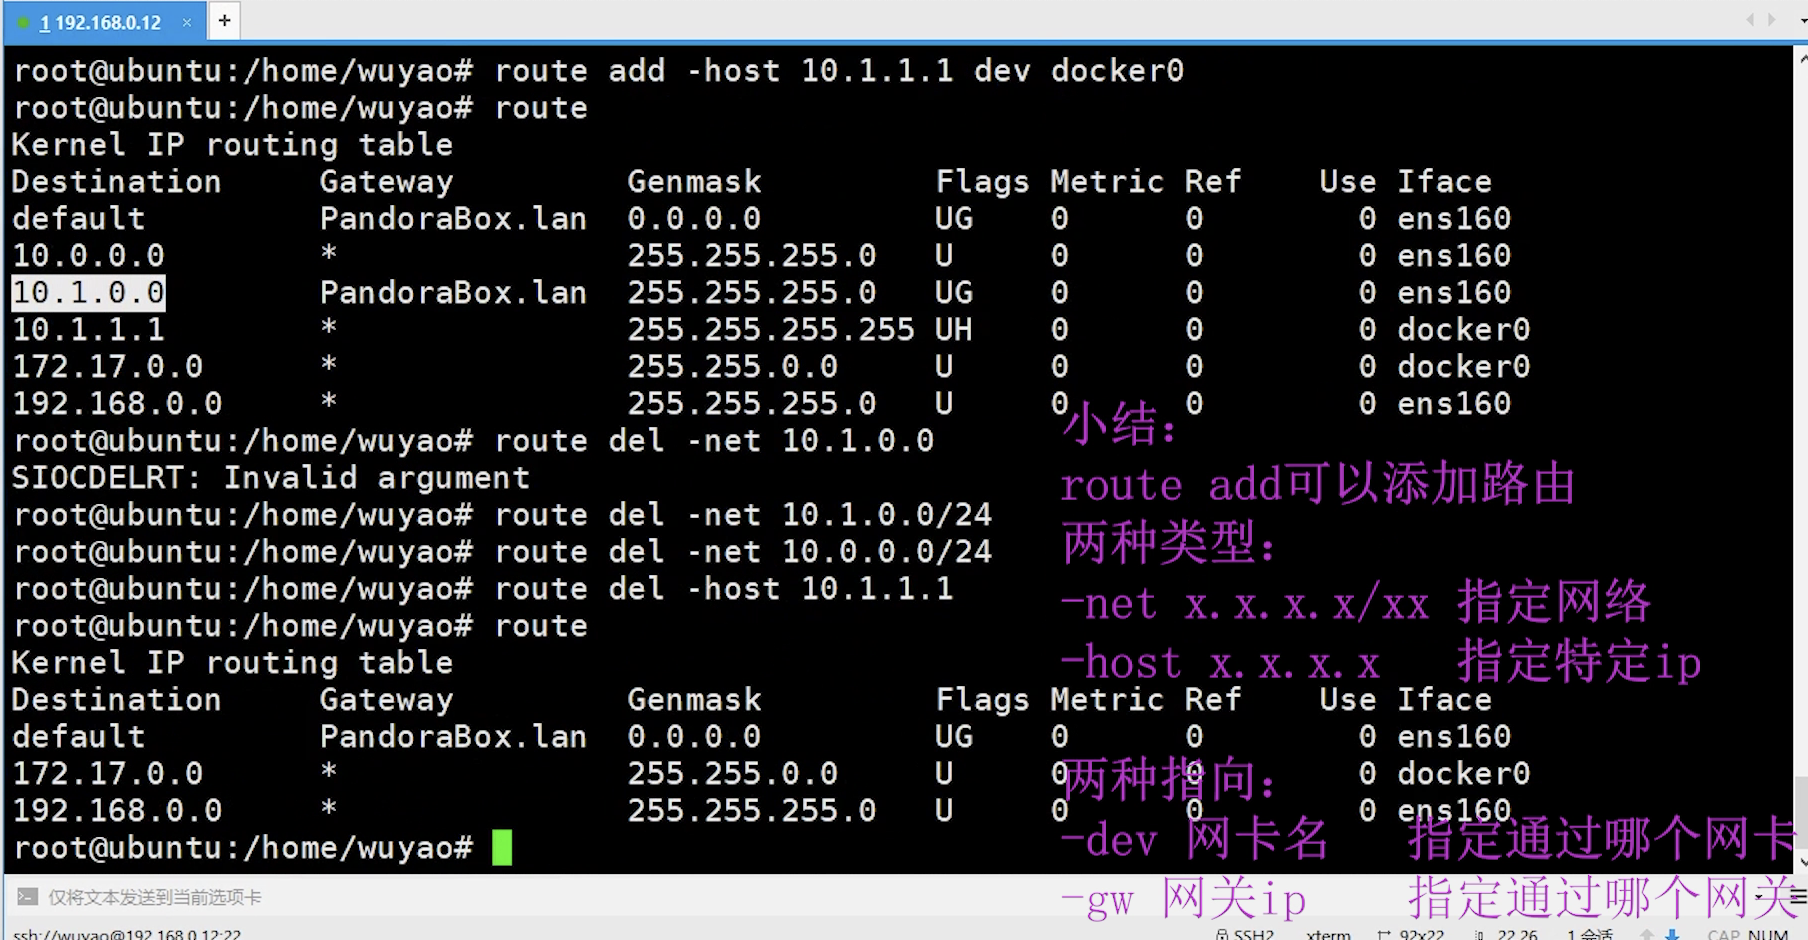 1 192.168.0.12 × +
root@ubuntu:/home/wuyao# route add -host 10.1.1.1 dev docker0
root@ubuntu:/home/wuyao# route
Kernel IP routing table
Destination Gateway Genmask Flags Metric Ref Use Iface
default PandoraBox.lan 0.0.0.0 UG 0 0 0 ens160
10.0.0.0 * 255.255.255.0 U 0 0 0 ens160
10.1.0.0 PandoraBox.lan 255.255.255.0 UG 0 0 0 ens160
10.1.1.1 * 255.255.255.255 UH 0 0 0 docker0
172.17.0.0 * 255.255.0.0 U 0 0 0 docker0
192.168.0.0 * 255.255.255.0 U 0 0 0 ens160
root@ubuntu:/home/wuyao# route del -net 10.1.0.0
SIOCDELRT: Invalid argument
root@ubuntu:/home/wuyao# route del -net 10.1.0.0/24
root@ubuntu:/home/wuyao# route del -net 10.0.0.0/24
root@ubuntu:/home/wuyao# route del -host 10.1.1.1
root@ubuntu:/home/wuyao# route
Kernel IP routing table
Destination Gateway Genmask Flags Metric Ref Use Iface
default PandoraBox.lan 0.0.0.0 UG 0 0 0 ens160
172.17.0.0 * 255.255.0.0 U 0 0 0 docker0
192.168.0.0 * 255.255.255.0 U 0 0 0 ens160
root@ubuntu:/home/wuyao#
小结：
route add可以添加路由
两种类型：
-net x.x.x.x/xx 指定网络
-host x.x.x.x 指定特定ip
两种指向：
-dev 网卡名 指定通过哪个网卡
-gw 网关ip 指定通过哪个网关
仅将文本发送到当前选项卡
ssh://wuyao@192.168.0.12:22 SSH2 xterm 92x22 22,26 1 会话 CAP NUM